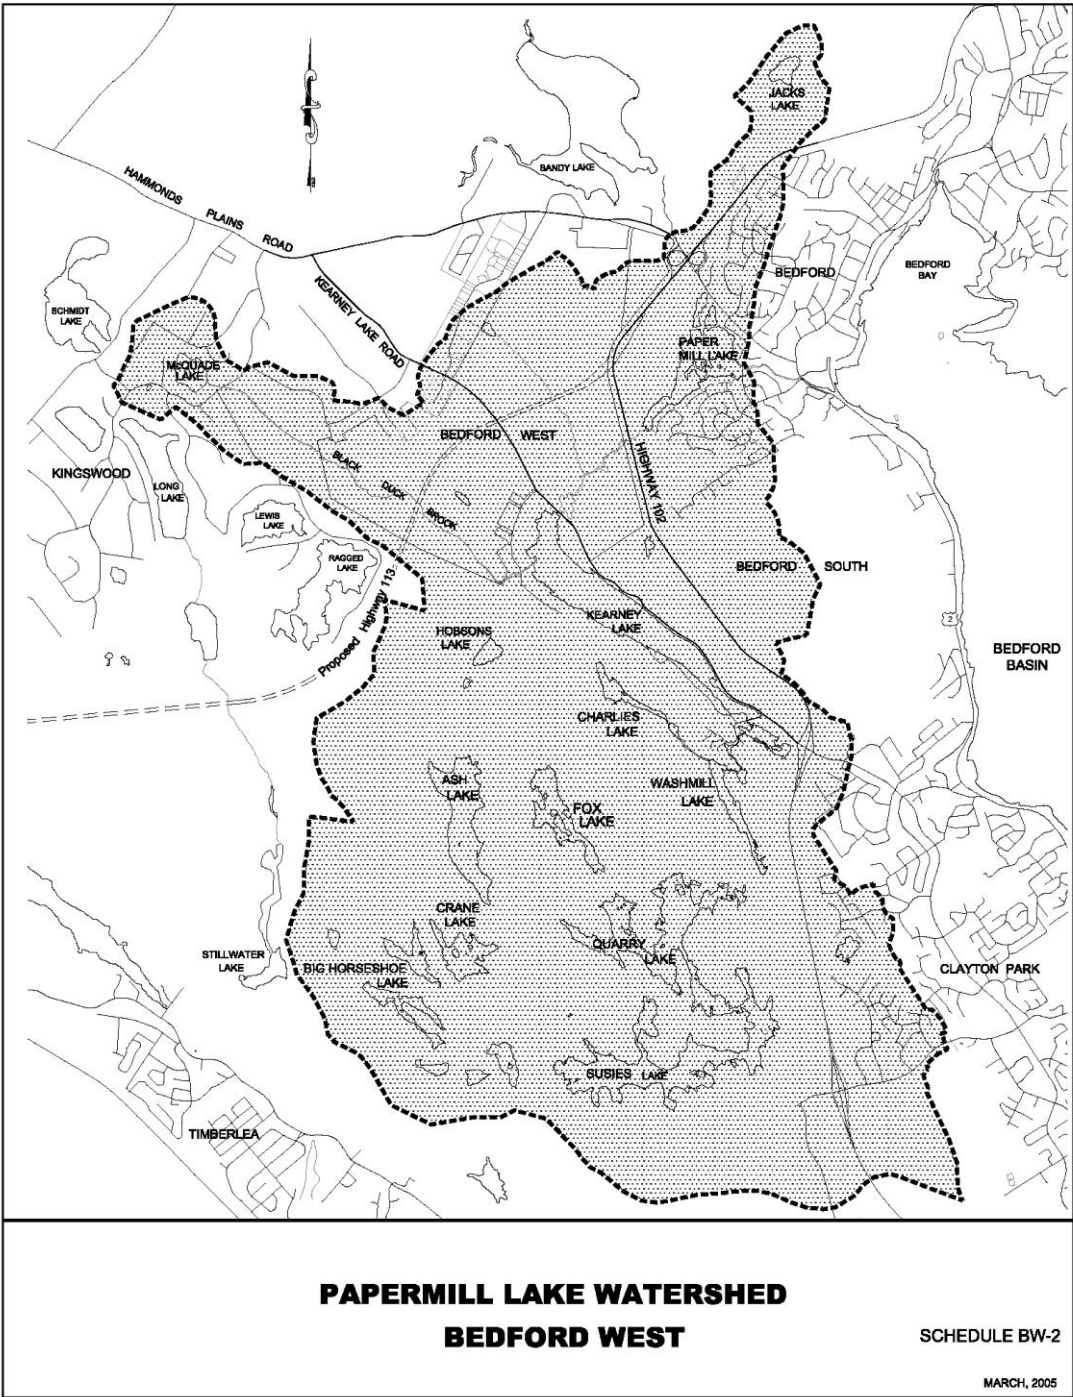 JACKS
LAKE
SANDY LAKE
HAMMONDS PLAINS ROAD
KEARNEY LAKE ROAD
SCHMIDT
LAKE
BEDFORD
BEDFORD
BAY
PAPER
MILL LAKE
McQUADE
LAKE
BEDFORD WEST
HIGHWAY 102
BLACK DUCK BROOK
KINGSWOOD
LONG
LAKE
LEWIS
LAKE
RAGGED
LAKE
Proposed Highway 113
BEDFORD SOUTH
KEARNEY
LAKE
2
HOBSONS
LAKE
BEDFORD
BASIN
CHARLIES
LAKE
ASH
LAKE
WASHMILL
LAKE
FOX
LAKE
CRANE
LAKE
QUARRY
LAKE
STILLWATER
LAKE
BIG HORSESHOE
LAKE
CLAYTON PARK
SUSIES LAKE
TIMBERLEA
PAPERMILL LAKE WATERSHED
BEDFORD WEST
SCHEDULE BW-2
MARCH, 2005